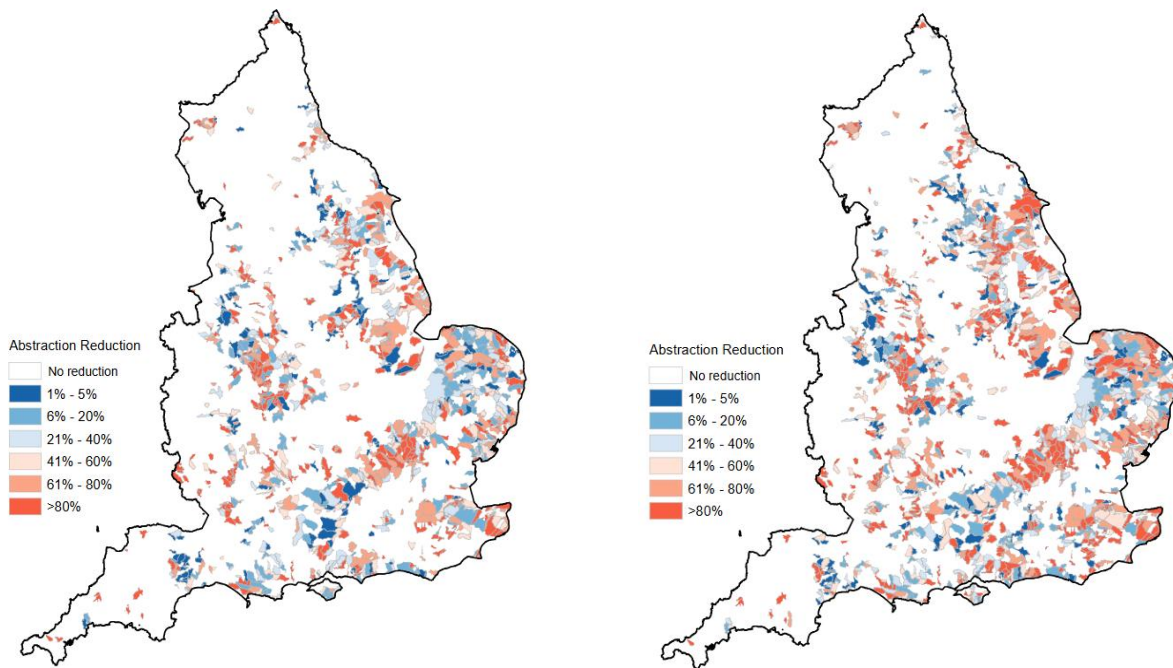 Abstraction Reduction
No reduction
1% - 5%
6% - 20%
21% - 40%
41% - 60%
61% - 80%
>80%
Abstraction Reduction
No reduction
1% - 5%
6% - 20%
21% - 40%
41% - 60%
61% - 80%
>80%